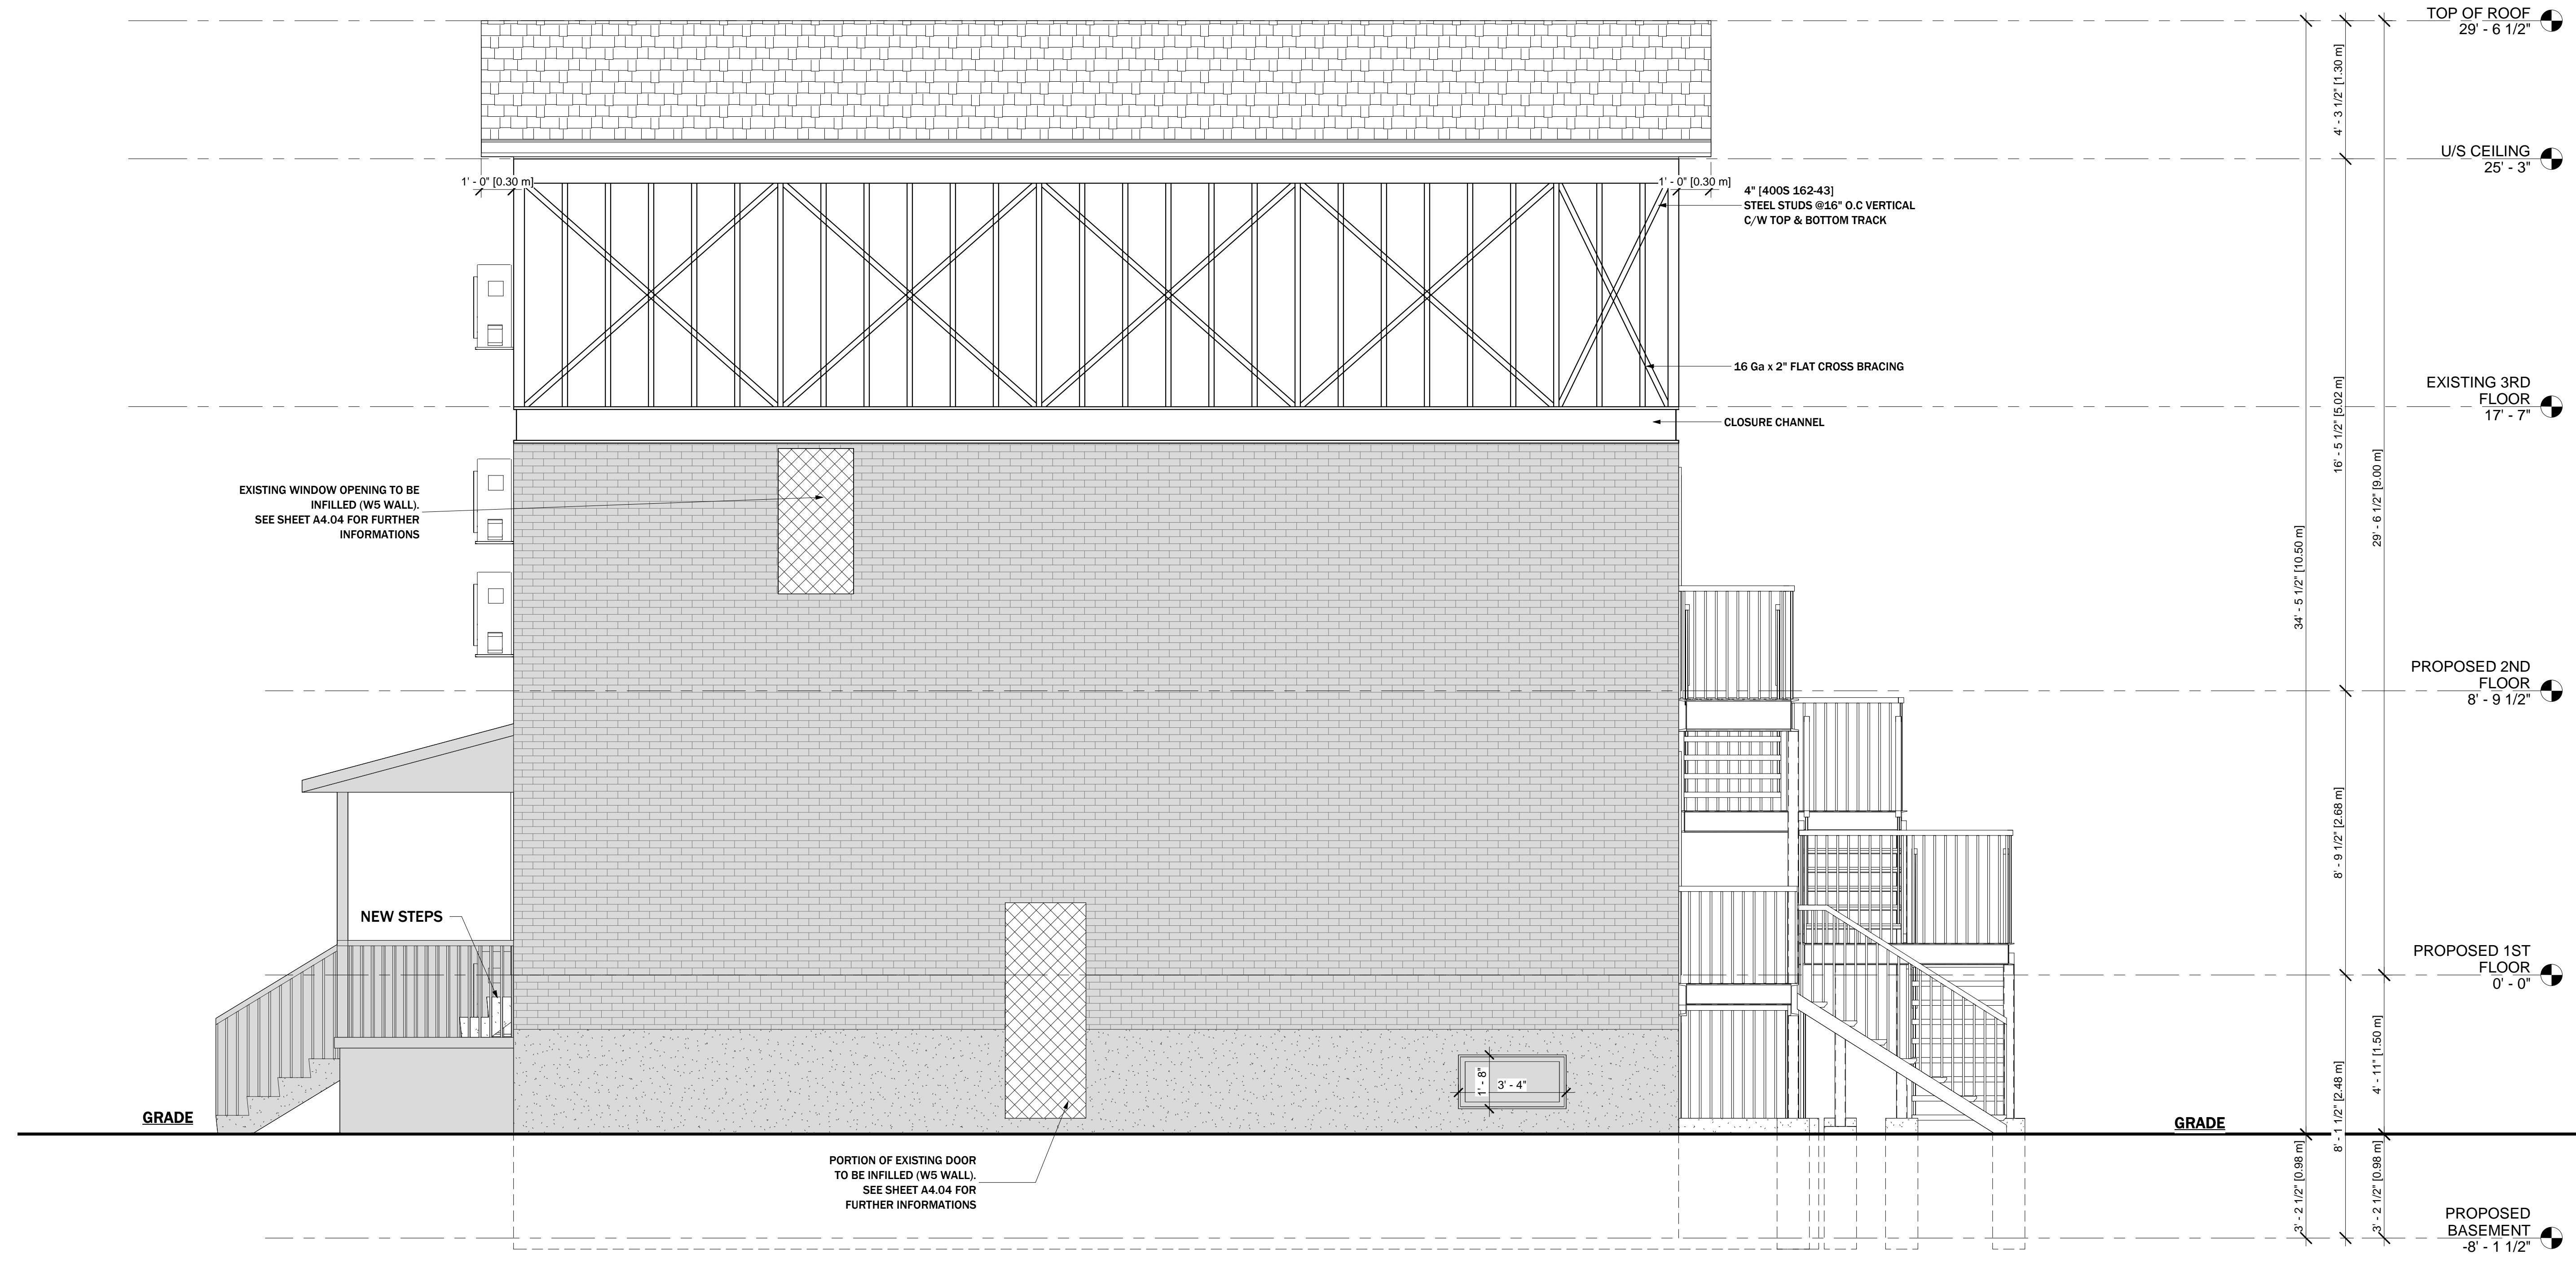 TOP OF ROOF
29' - 6 1/2"
4' - 3 1/2" [1.30 m]
U/S CEILING
25' - 3"
1' - 0" [0.30 m]
1' - 0" [0.30 m]
4" [400S 162-43]
STEEL STUDS @16" O.C VERTICAL
C/W TOP & BOTTOM TRACK
16 Ga x 2" FLAT CROSS BRACING
EXISTING 3RD
FLOOR
17' - 7"
CLOSURE CHANNEL
16' - 5 1/2" [5.02 m]
29' - 6 1/2" [9.00 m]
34' - 5 1/2" [10.50 m]
EXISTING WINDOW OPENING TO BE
INFILLED (W5 WALL).
SEE SHEET A4.04 FOR FURTHER
INFORMATIONS
PROPOSED 2ND
FLOOR
8' - 9 1/2"
8' - 9 1/2" [2.68 m]
NEW STEPS
PROPOSED 1ST
FLOOR
0' - 0"
4' - 11" [1.50 m]
8' - 1 1/2" [2.48 m]
1' - 8"
3' - 4"
GRADE
GRADE
PORTION OF EXISTING DOOR
TO BE INFILLED (W5 WALL).
SEE SHEET A4.04 FOR
FURTHER INFORMATIONS
3' - 2 1/2" [0.98 m]
3' - 2 1/2" [0.98 m]
PROPOSED
BASEMENT
-8' - 1 1/2"